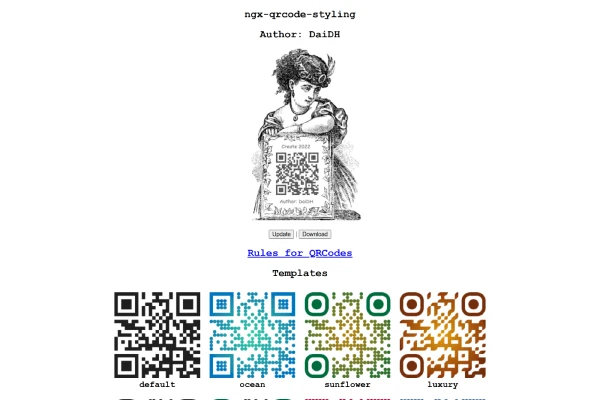 ngx-qrcode-styling
Author: DaiDH
Create 2022
Author: DaiDH
Update | Download
Rules for QRCodes
Templates
default ocean sunflower luxury